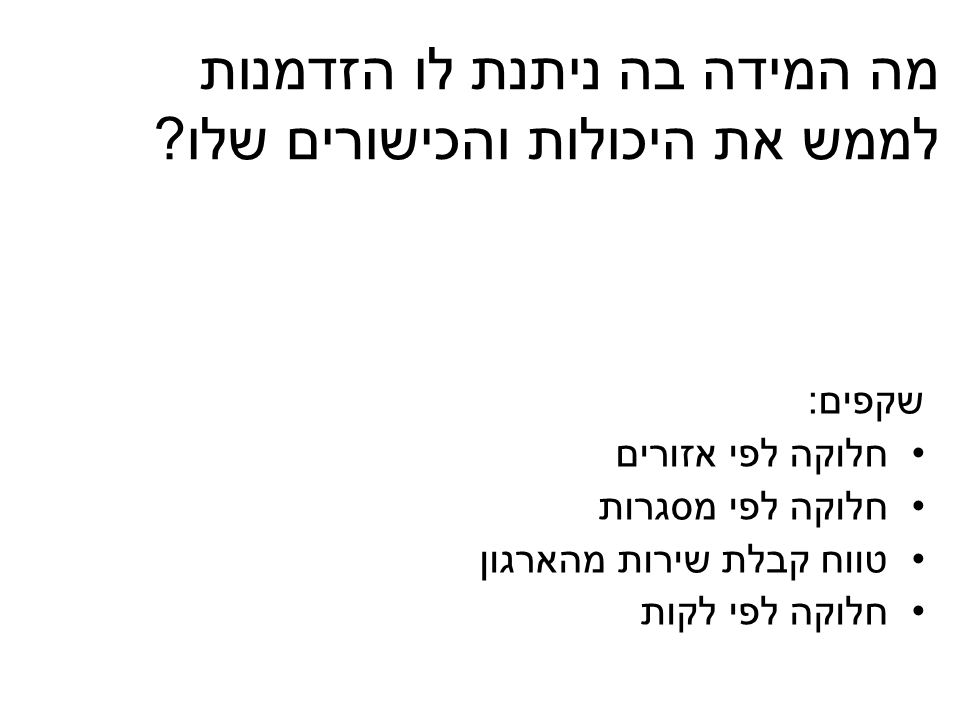 מה המידה בה ניתנת לו הזדמנות
לממש את היכולות והכישורים שלו?
שקפים:
• חלוקה לפי אזורים
• חלוקה לפי מסגרות
• טווח קבלת שירות מהארגון
• חלוקה לפי לקות